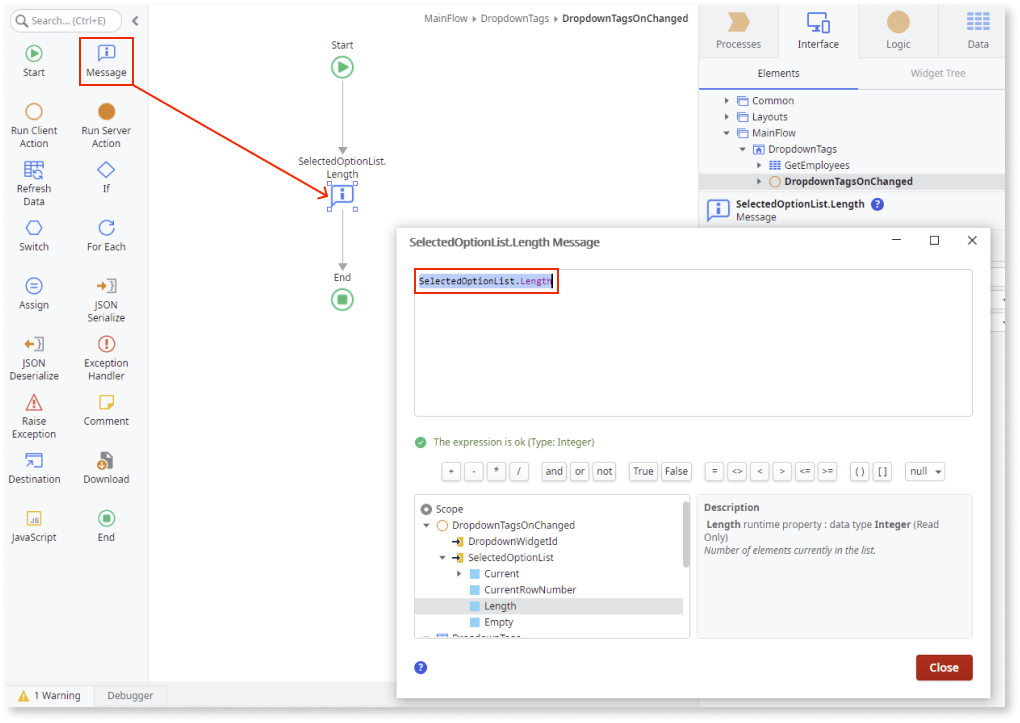 Search... (Ctrl+E)
MainFlow ▸ DropdownTags ▸ DropdownTagsOnChanged
Processes
Interface
Logic
Data
Start
Message
Run Client
Action
Run Server
Action
Refresh
Data
If
Switch
For Each
Assign
JSON
Serialize
JSON
Deserialize
Exception
Handler
Raise
Exception
Comment
Destination
Download
JavaScript
End
Start
SelectedOptionList.
Length
End
Elements
Widget Tree
Common
Layouts
MainFlow
DropdownTags
GetEmployees
DropdownTagsOnChanged
SelectedOptionList.Length
Message
SelectedOptionList.Length Message
SelectedOptionList.Length
The expression is ok (Type: Integer)
+ - * / and or not True False = <> < > <= >= ( ) [ ] null
Scope
DropdownTagsOnChanged
DropdownWidgetId
SelectedOptionList
Current
CurrentRowNumber
Length
Empty
DropdownTags
Description
Length runtime property : data type Integer (Read
Only)
Number of elements currently in the list.
Close
1 Warning
Debugger